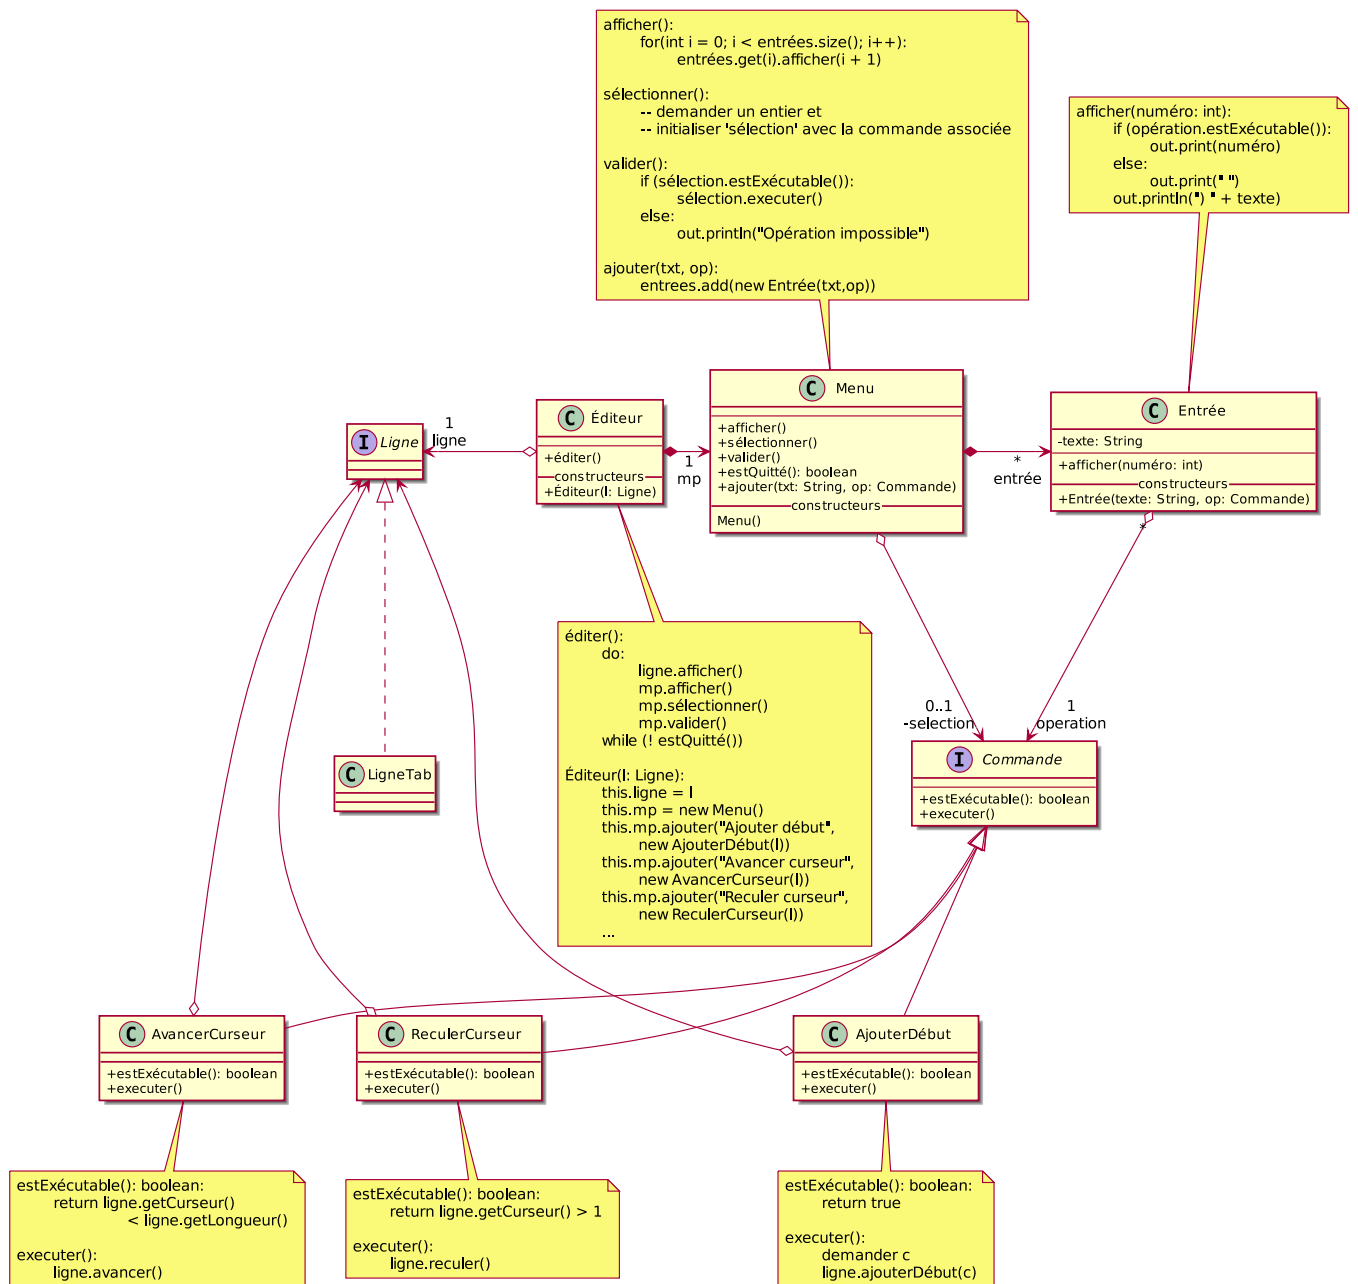 afficher():
for(int i = 0; i < entrées.size(); i++):
entrées.get(i).afficher(i + 1)
sélectionner():
-- demander un entier et
-- initialiser 'sélection' avec la commande associée
valider():
if (sélection.estExécutable()):
sélection.executer()
else:
out.println("Opération impossible")
ajouter(txt, op):
entrees.add(new Entrée(txt,op))
afficher(numéro: int):
if (opération.estExécutable()):
out.print(numéro)
else:
out.print(" ")
out.println(") " + texte)
I Ligne
1
ligne
C Éditeur
+éditer()
constructeurs
+Éditeur(l: Ligne)
1
mp
C Menu
+afficher()
+sélectionner()
+valider()
+estQuitté(): boolean
+ajouter(txt: String, op: Commande)
constructeurs
Menu()
*
entrée
C Entrée
-texte: String
+afficher(numéro: int)
constructeurs
+Entrée(texte: String, op: Commande)
*
éditer():
do:
ligne.afficher()
mp.afficher()
mp.sélectionner()
mp.valider()
while (! estQuitté())
Éditeur(l: Ligne):
this.ligne = l
this.mp = new Menu()
this.mp.ajouter("Ajouter début",
new AjouterDébut(l))
this.mp.ajouter("Avancer curseur",
new AvancerCurseur(l))
this.mp.ajouter("Reculer curseur",
new ReculerCurseur(l))
...
0..1
-selection
1
operation
C LigneTab
I Commande
+estExécutable(): boolean
+executer()
C AvancerCurseur
+estExécutable(): boolean
+executer()
C ReculerCurseur
+estExécutable(): boolean
+executer()
C AjouterDébut
+estExécutable(): boolean
+executer()
estExécutable(): boolean:
return ligne.getCurseur()
< ligne.getLongueur()
executer():
ligne.avancer()
estExécutable(): boolean:
return ligne.getCurseur() > 1
executer():
ligne.reculer()
estExécutable(): boolean:
return true
executer():
demander c
ligne.ajouterDébut(c)